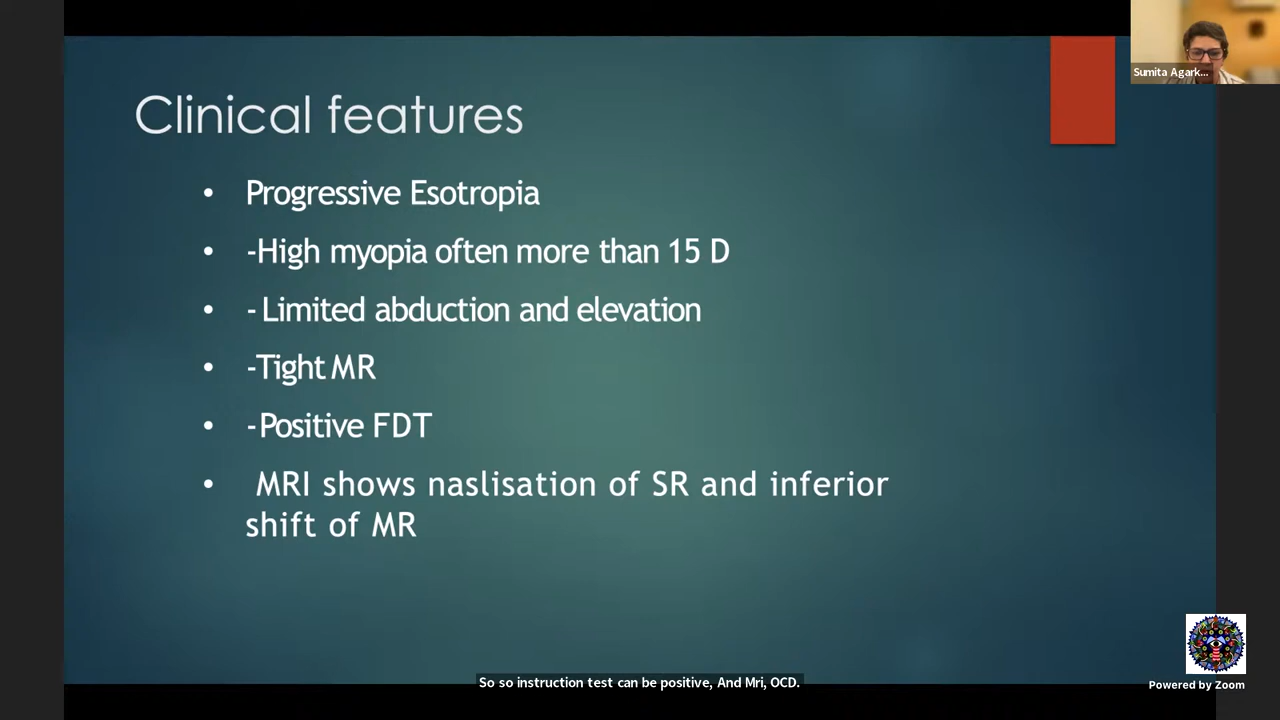 Sumita Agark...
Clinical features
• Progressive Esotropia
• -High myopia often more than 15 D
• - Limited abduction and elevation
• -Tight MR
• -Positive FDT
• MRI shows naslisation of SR and inferior
shift of MR
So so instruction test can be positive, And Mri, OCD.
Powered by Zoom